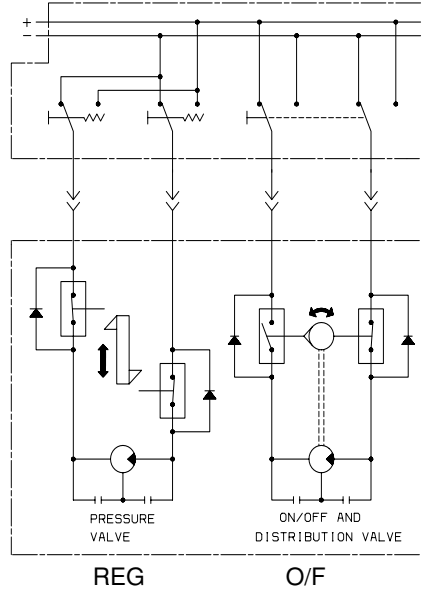 +
−
PRESSURE
VALVE
ON/OFF AND
DISTRIBUTION VALVE
REG
O/F